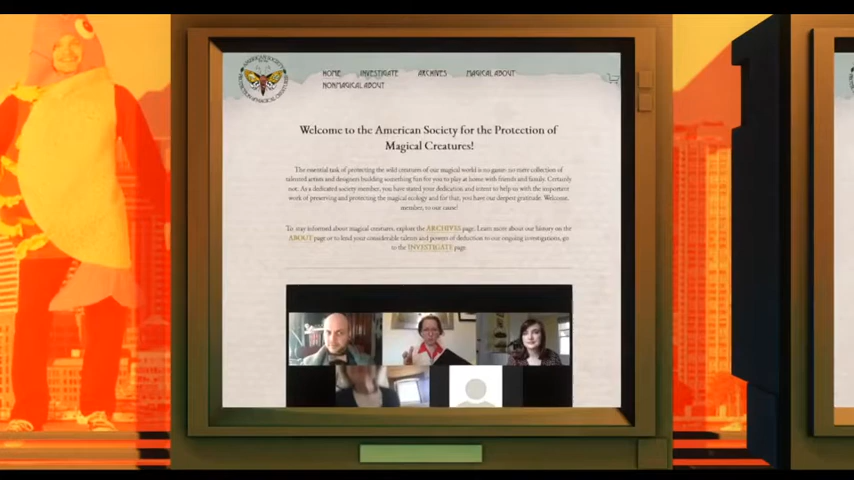 HOME INVESTIGATE ARCHIVES MAGICAL ABOUT
NONMAGICAL ABOUT
Welcome to the American Society for the Protection of
Magical Creatures!
The essential task of protecting the wild creatures of our magical world is no game; no mere collection of
talented artists and designers building something fun for you to play at home with friends and family. Certainly
not. As a dedicated society member, you have stated your dedication and intent to help us with the important
work of preserving and protecting the magical ecology and for that, you have our deepest gratitude. Welcome,
member, to our cause!
To stay informed about magical creatures, explore the ARCHIVES page. Learn more about our history on the
ABOUT page or to lend your considerable talents and powers of deduction to our ongoing investigations, go
to the INVESTIGATE page.